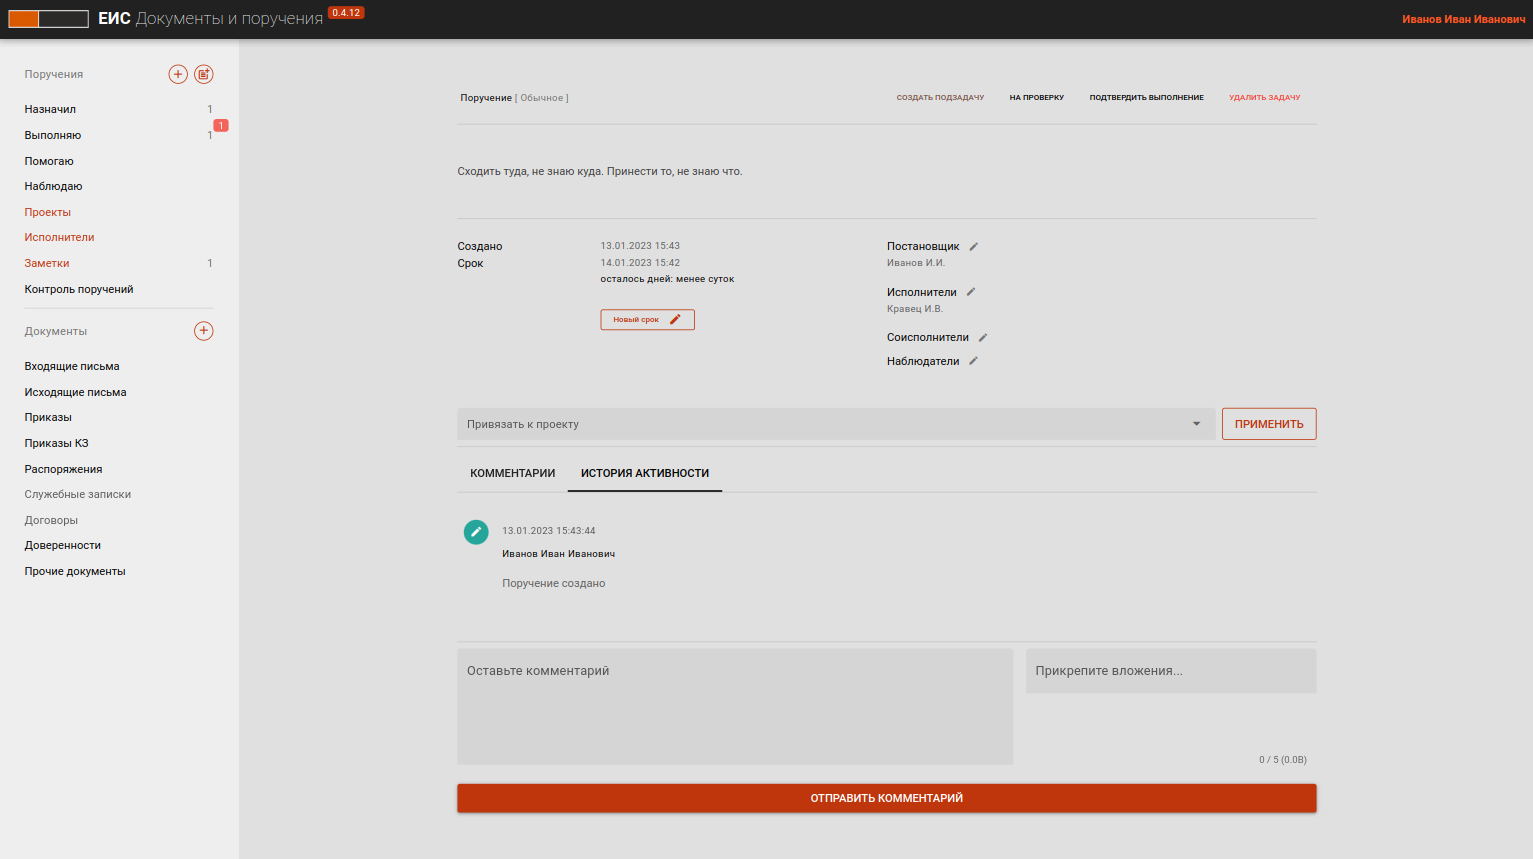 ЕИС Документы и поручения 0.4.12
Иванов Иван Иванович
Поручения
Назначил 1
1
Выполняю 1
Помогаю
Наблюдаю
Проекты
Исполнители
Заметки 1
Контроль поручений
Документы
Входящие письма
Исходящие письма
Приказы
Приказы КЗ
Распоряжения
Служебные записки
Договоры
Доверенности
Прочие документы
Поручение [ Обычное ]
СОЗДАТЬ ПОДЗАДАЧУ НА ПРОВЕРКУ ПОДТВЕРДИТЬ ВЫПОЛНЕНИЕ УДАЛИТЬ ЗАДАЧУ
Сходить туда, не знаю куда. Принести то, не знаю что.
Создано 13.01.2023 15:43
Срок 14.01.2023 15:42
осталось дней: менее суток
Новый срок
Постановщик
Иванов И.И.
Исполнители
Кравец И.В.
Соисполнители
Наблюдатели
Привязать к проекту
ПРИМЕНИТЬ
КОММЕНТАРИИ ИСТОРИЯ АКТИВНОСТИ
13.01.2023 15:43:44
Иванов Иван Иванович
Поручение создано
Оставьте комментарий
Прикрепите вложения...
0 / 5 (0.0B)
ОТПРАВИТЬ КОММЕНТАРИЙ